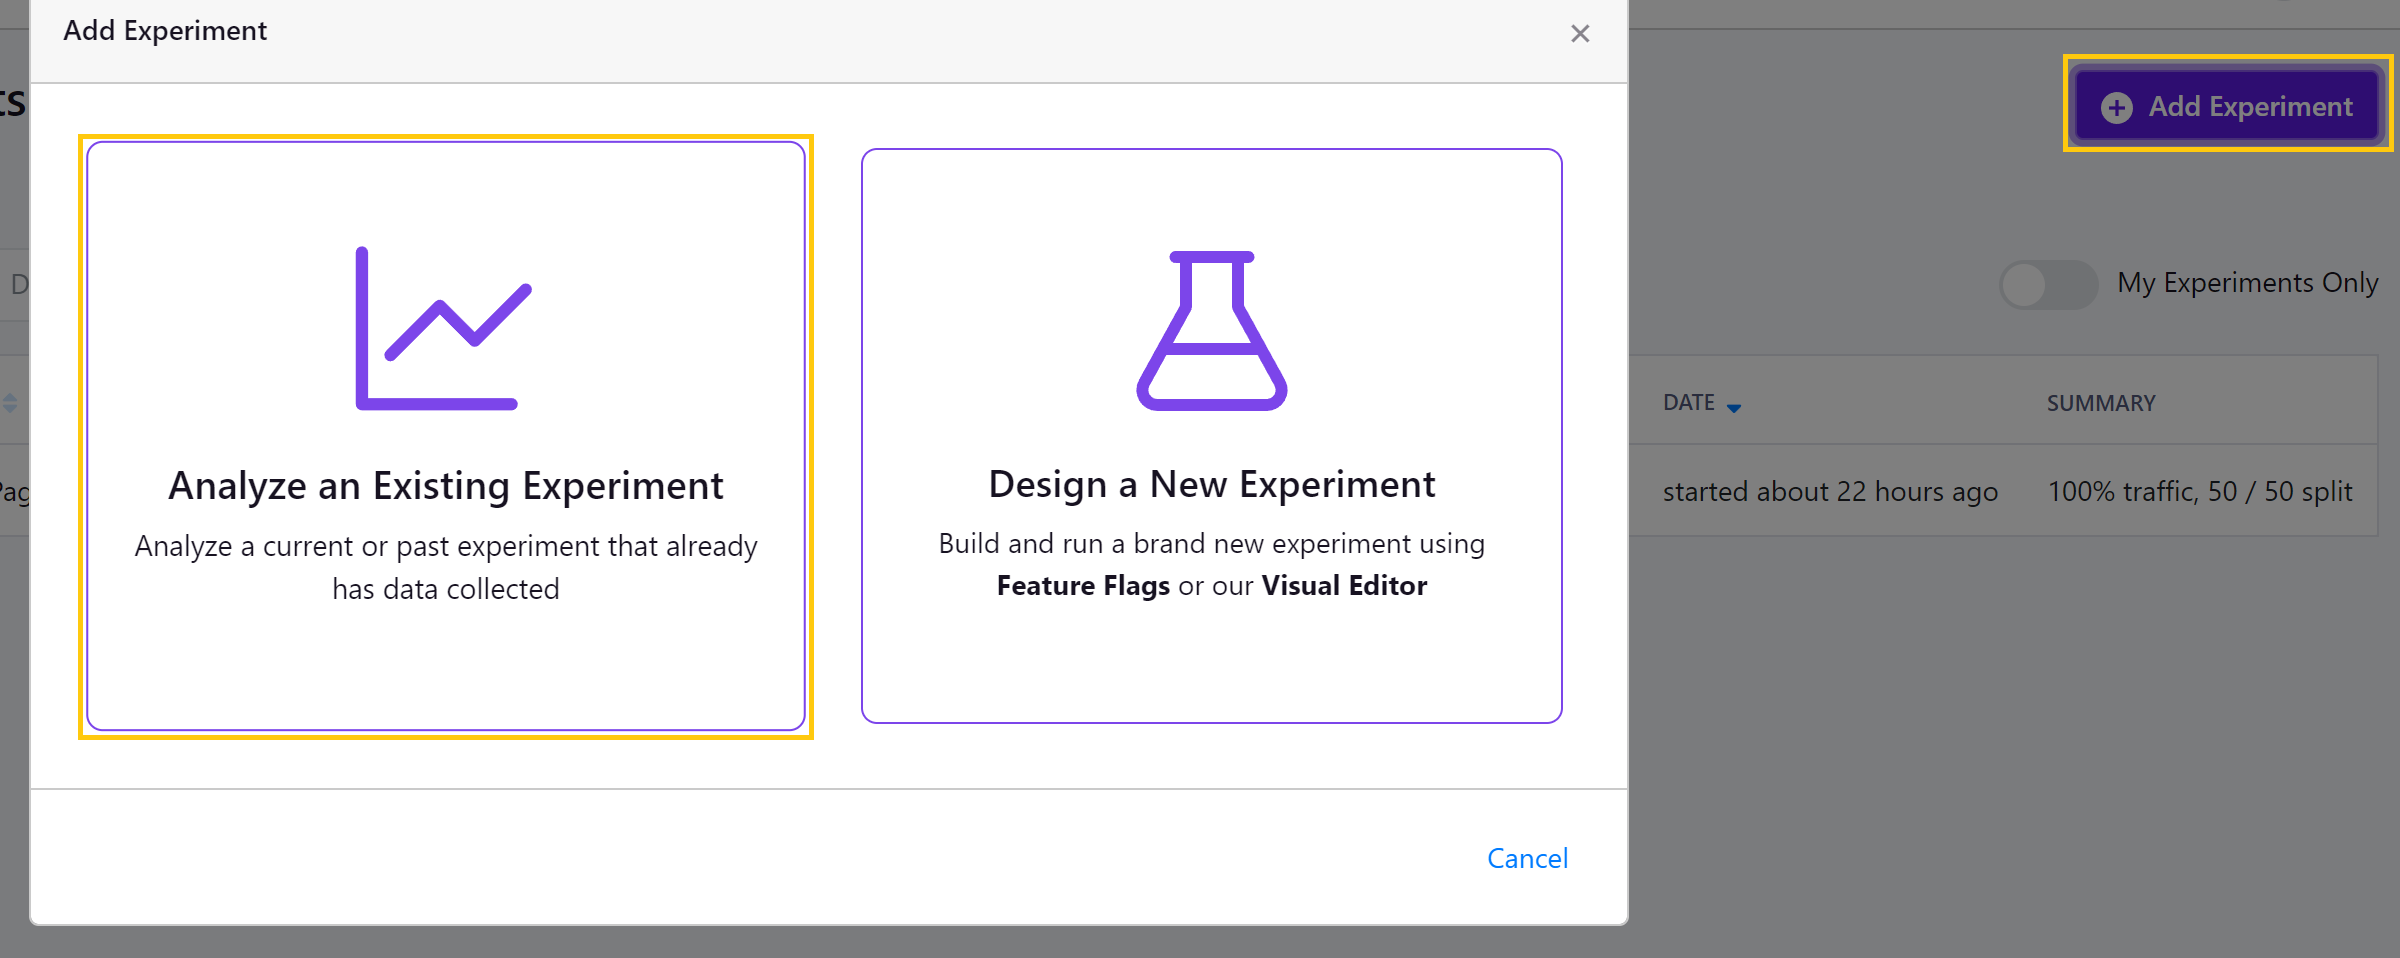 Add Experiment
Add Experiment
My Experiments Only
DATE
SUMMARY
started about 22 hours ago
100% traffic, 50 / 50 split
Analyze an Existing Experiment
Analyze a current or past experiment that already
has data collected
Design a New Experiment
Build and run a brand new experiment using
Feature Flags or our Visual Editor
Cancel